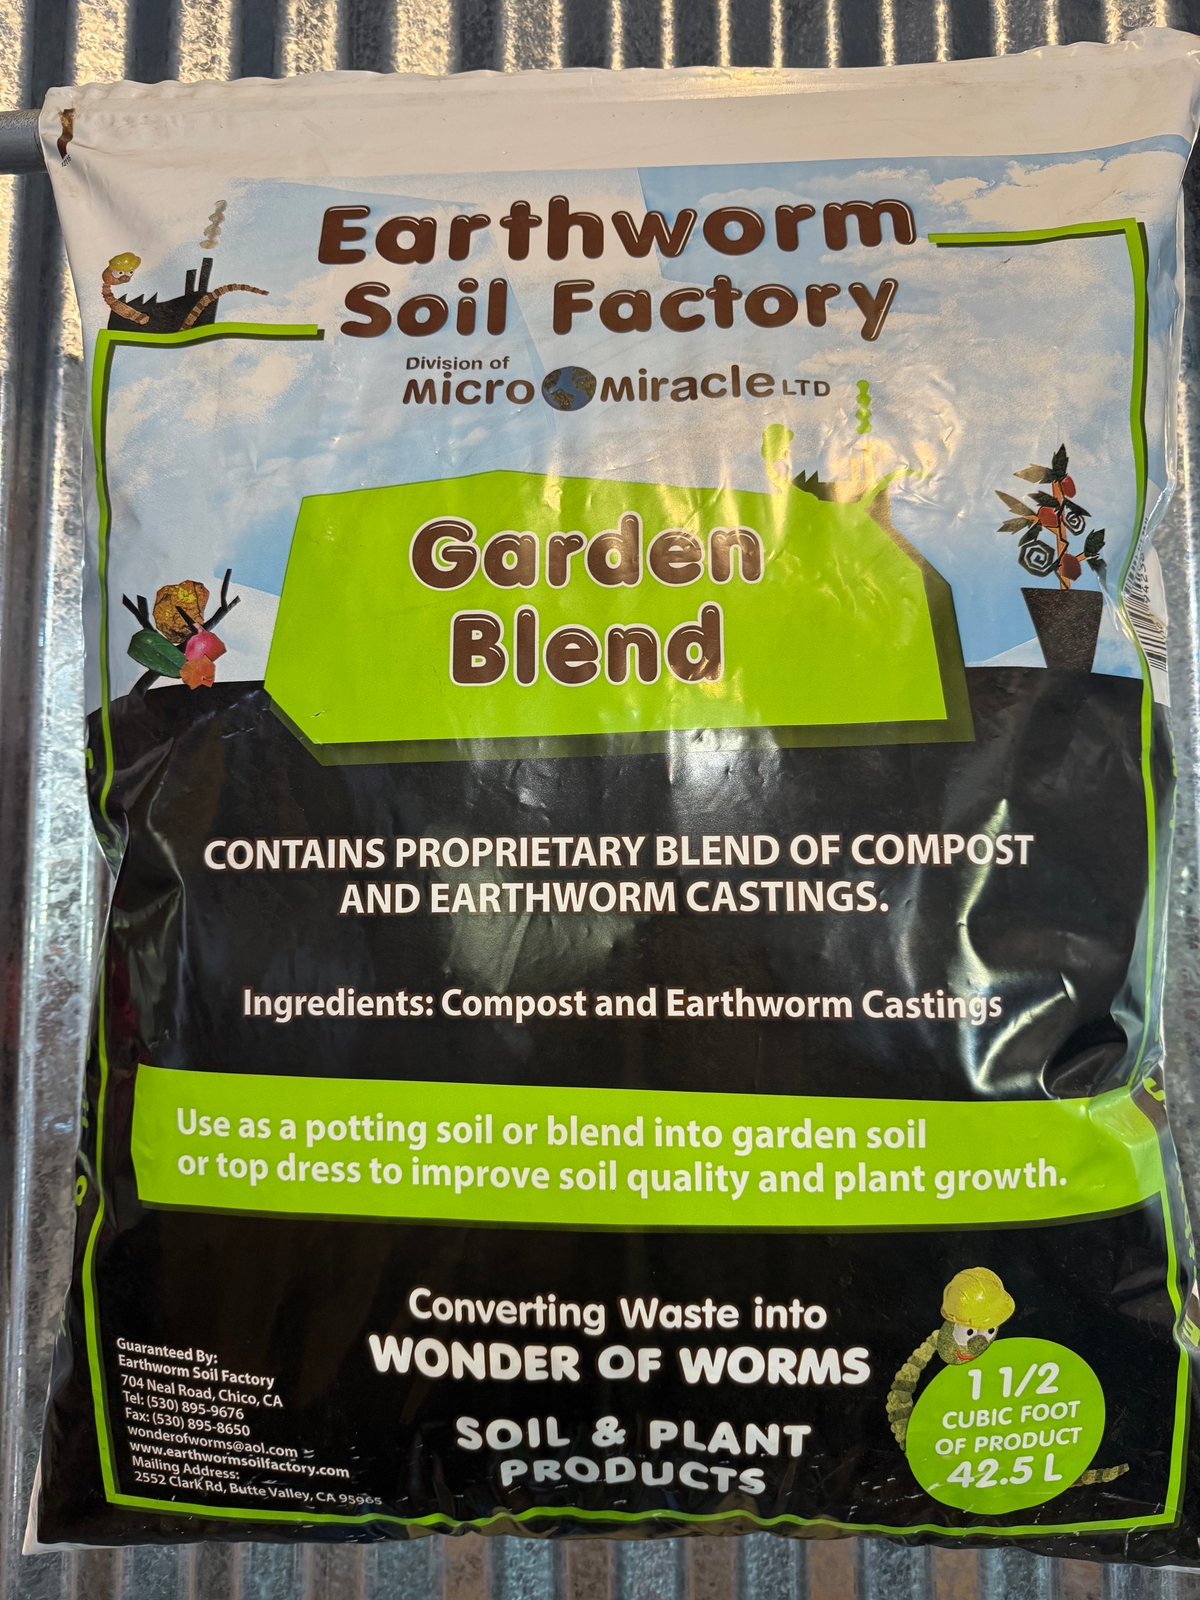 Earthworm
Soil Factory
Division of
Micro Miracle LTD
Garden
Blend
CONTAINS PROPRIETARY BLEND OF COMPOST
AND EARTHWORM CASTINGS.
Ingredients: Compost and Earthworm Castings
Use as a potting soil or blend into garden soil
or top dress to improve soil quality and plant growth.
Converting Waste into
WONDER OF WORMS
SOIL & PLANT
PRODUCTS
Guaranteed By:
Earthworm Soil Factory
704 Neal Road, Chico, CA
Tel: (530) 895-9676
Fax: (530) 895-8650
wonderofworms@aol.com
www.earthwormsoilfactory.com
Mailing Address:
2552 Clark Rd, Butte Valley, CA 95965
1 1/2
CUBIC FOOT
OF PRODUCT
42.5 L